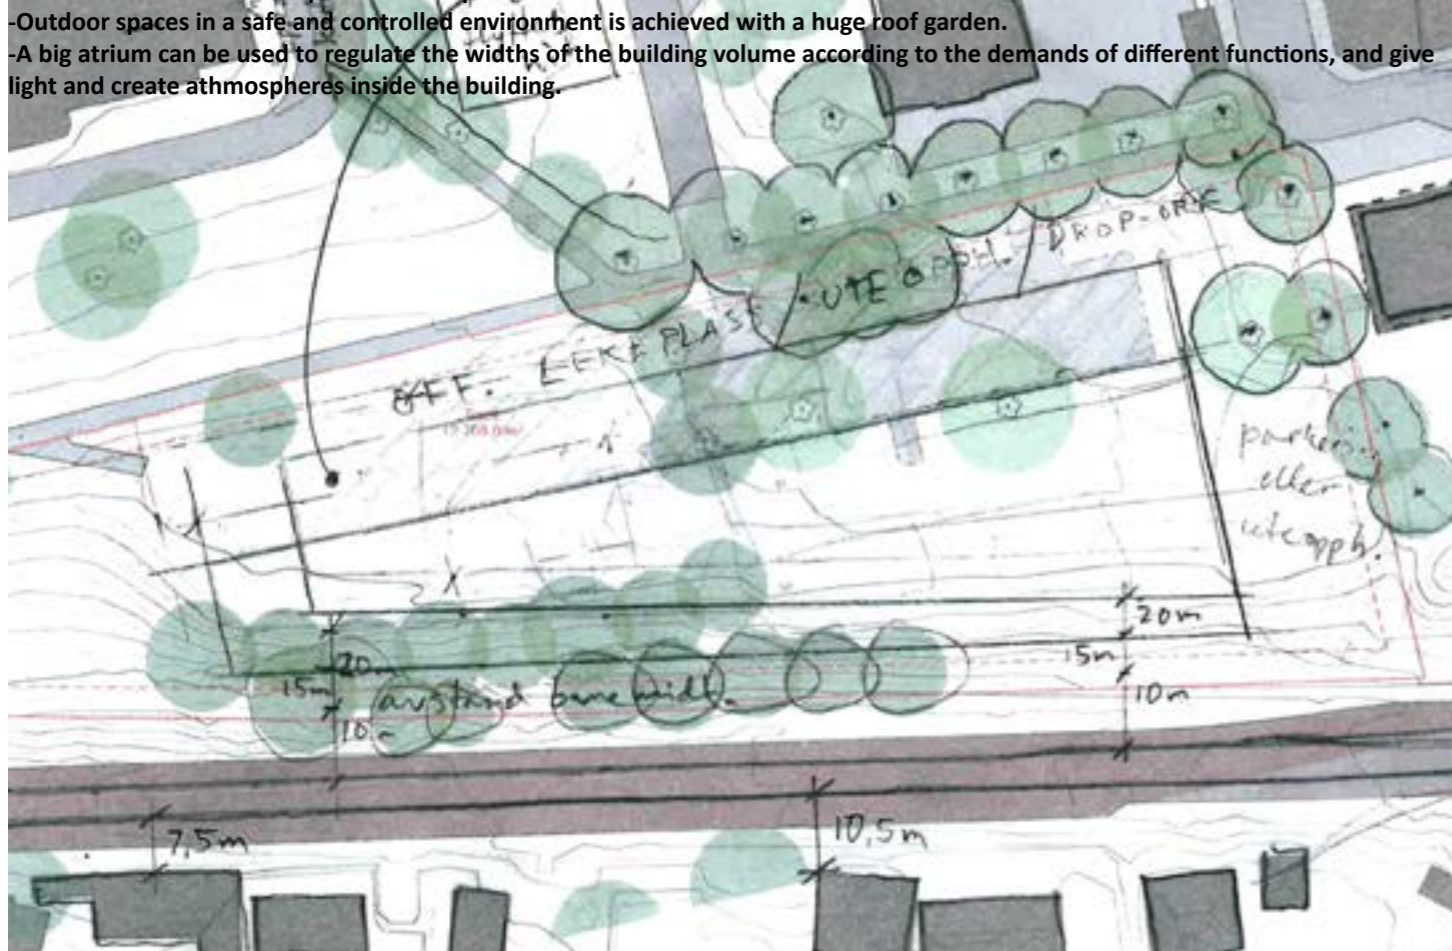 -Outdoor spaces in a safe and controlled environment is achieved with a huge roof garden.
-A big atrium can be used to regulate the widths of the building volume according to the demands of different functions, and give
light and create athmospheres inside the building.
DROP-
UTEOPPH.
LEKEPLASS
OFF.
parkering
eller
uteopph.
20m
15m
10m
20m
15m
10m
avstand bane midt.
7,5m
10,5m